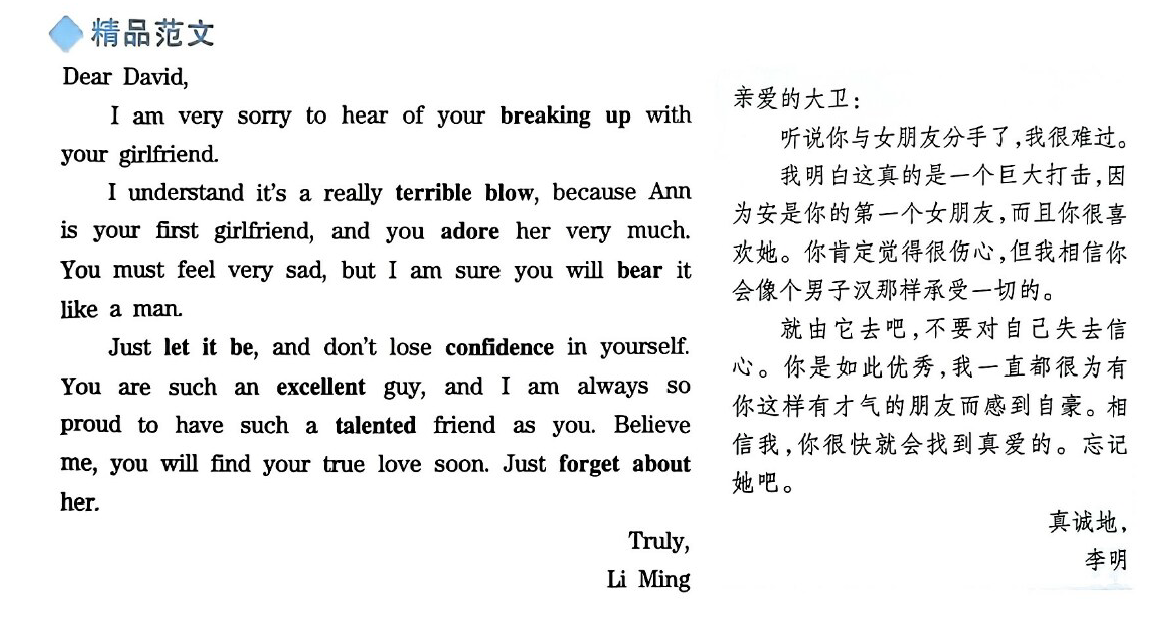 精品范文
Dear David,
I am very sorry to hear of your breaking up with
your girlfriend.
I understand it's a really terrible blow, because Ann
is your first girlfriend, and you adore her very much.
You must feel very sad, but I am sure you will bear it
like a man.
Just let it be, and don't lose confidence in yourself.
You are such an excellent guy, and I am always so
proud to have such a talented friend as you. Believe
me, you will find your true love soon. Just forget about
her.
Truly,
Li Ming
亲爱的大卫:
听说你与女朋友分手了,我很难过。
我明白这真的是一个巨大打击,因
为安是你的第一个女朋友,而且你很喜
欢她。你肯定觉得很伤心,但我相信你
会像个男子汉那样承受一切的。
就由它去吧,不要对自己失去信
心。你是如此优秀,我一直都很为有
你这样有才气的朋友而感到自豪。相
信我,你很快就会找到真爱的。忘记
她吧。
真诚地,
李明